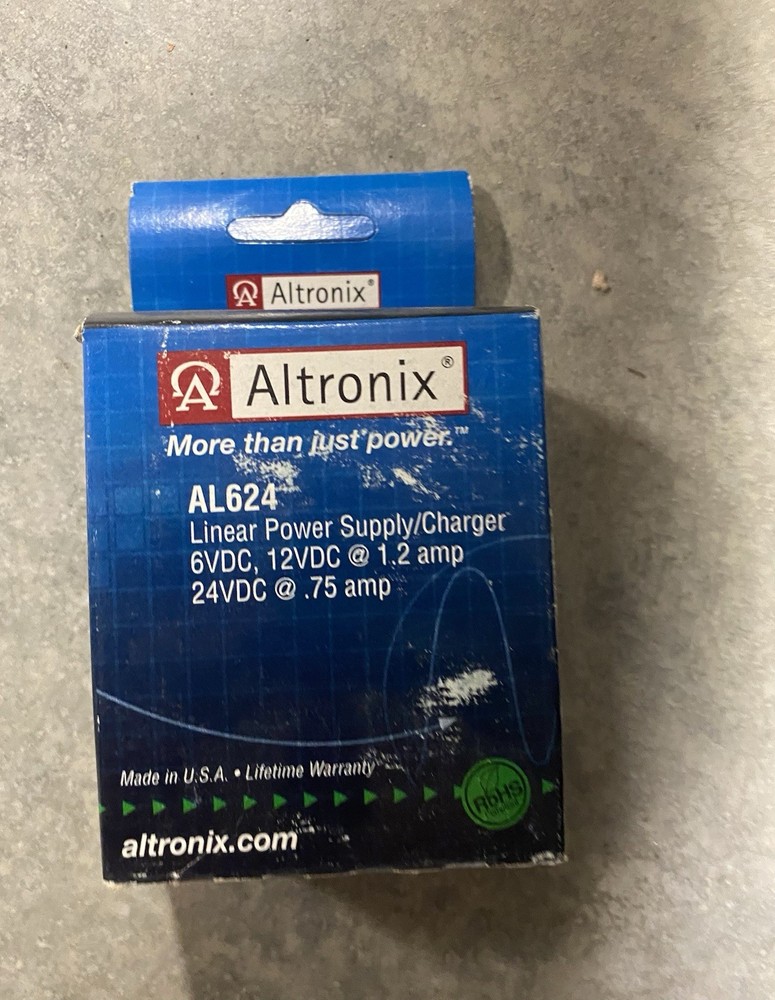 Altronix®
Altronix®
More than just power.™
AL624
Linear Power Supply/Charger
6VDC, 12VDC @ 1.2 amp
24VDC @ .75 amp
Made in U.S.A. • Lifetime Warranty
RoHS
altronix.com